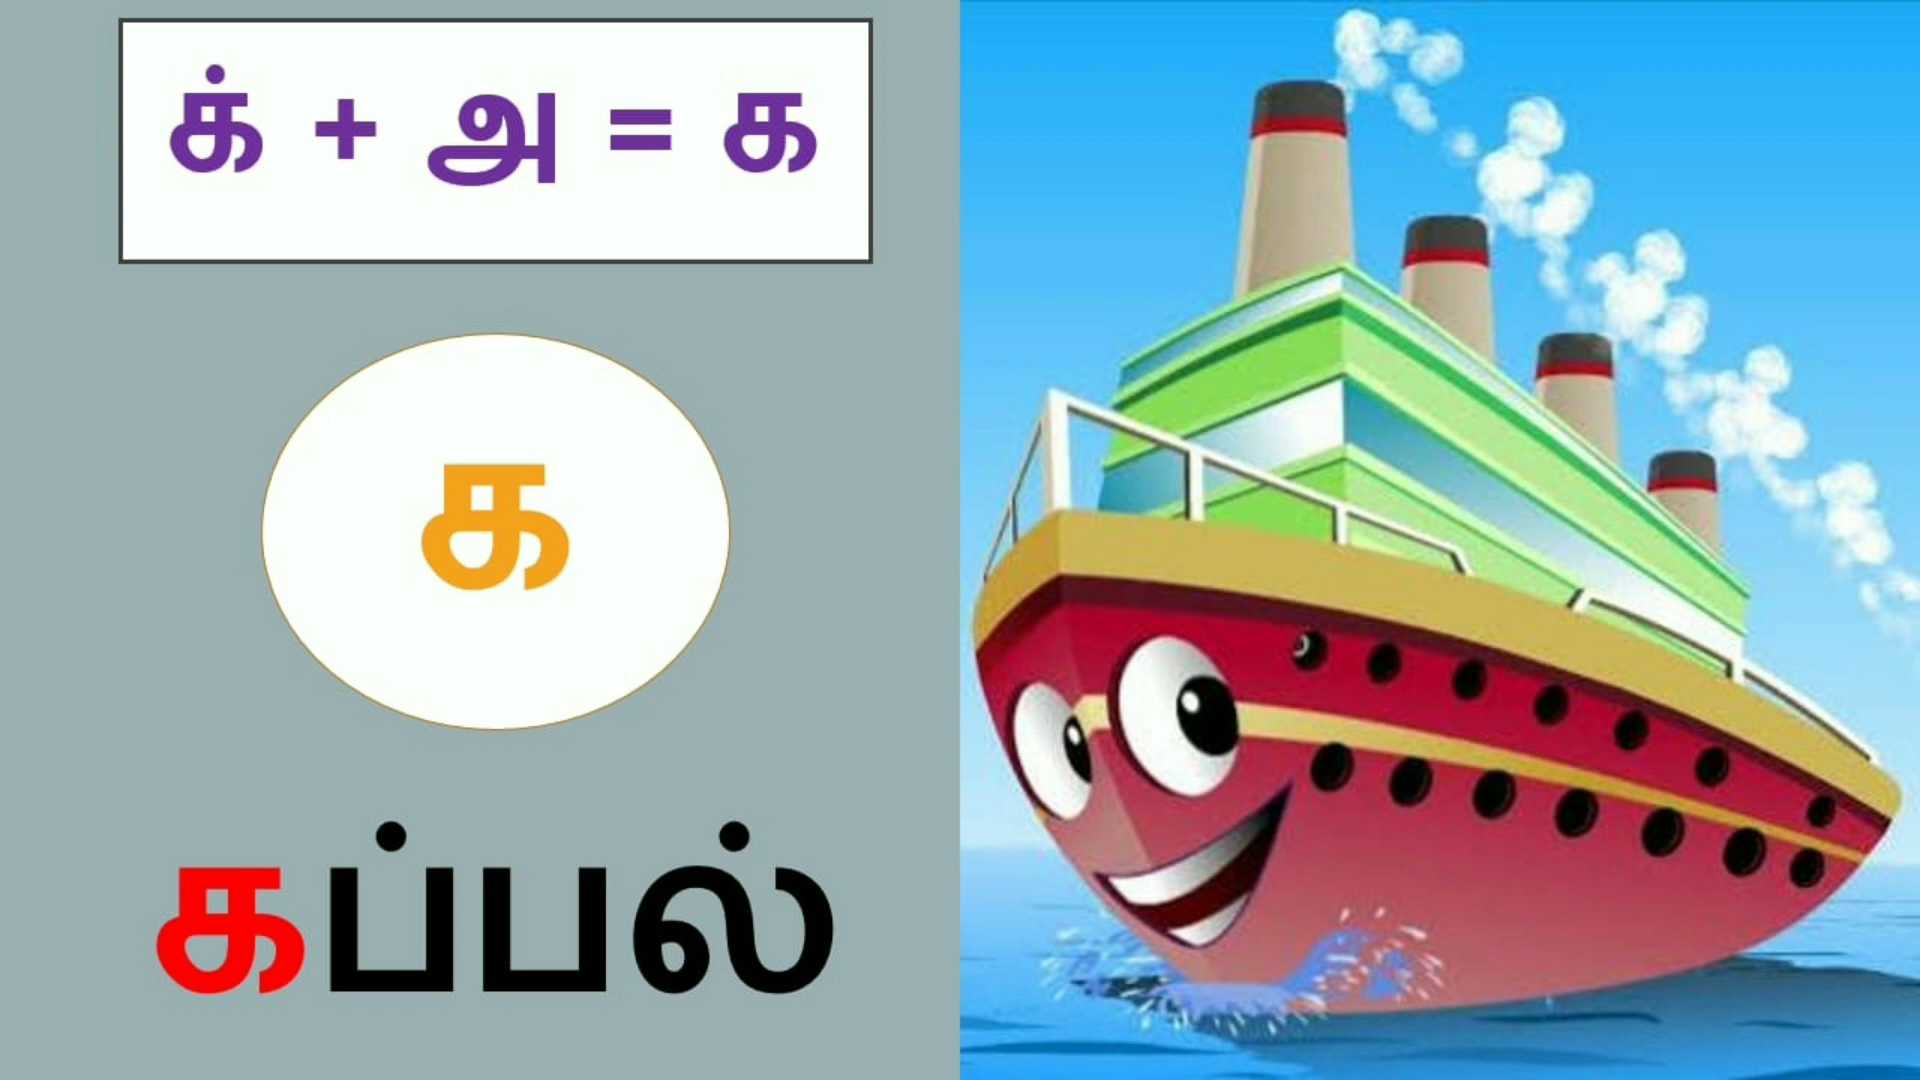 க் + அ = க
க
கப்பல்